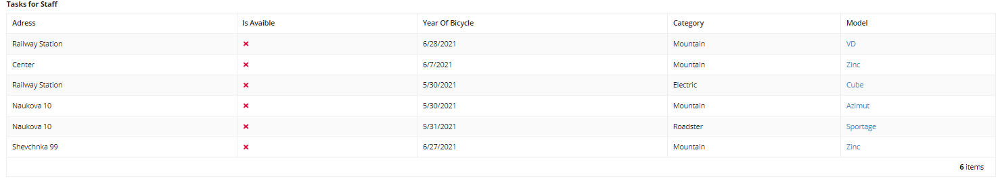 Tasks for Staff
Adress Is Avaible Year Of Bicycle Category Model
Railway Station 6/28/2021 Mountain VD
Center 6/7/2021 Mountain Zinc
Railway Station 5/30/2021 Electric Cube
Naukova 10 5/30/2021 Mountain Azimut
Naukova 10 5/31/2021 Roadster Sportage
Shevchnka 99 6/27/2021 Mountain Zinc
6 items